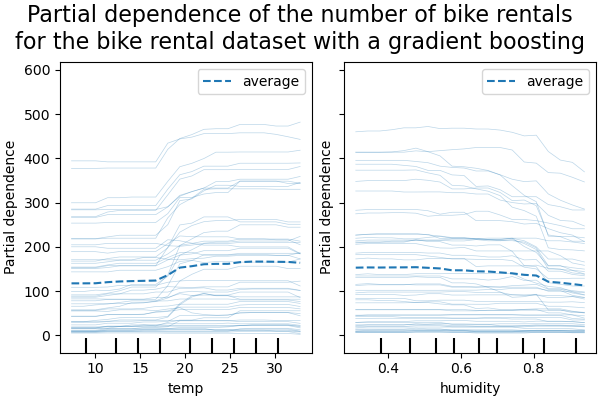 Partial dependence of the number of bike rentals
for the bike rental dataset with a gradient boosting
average
average
600
500
400
300
200
100
0
Partial dependence
Partial dependence
10 15 20 25 30
0.4 0.6 0.8
temp
humidity